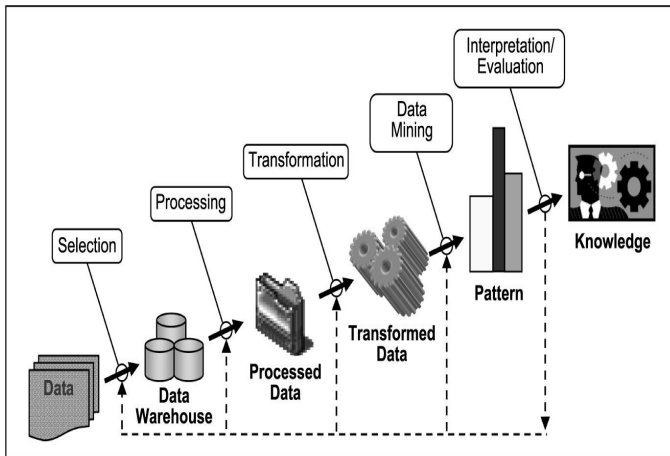 Interpretation/
Evaluation
Data
Mining
Transformation
Processing
Selection
Knowledge
Pattern
Transformed
Data
Processed
Data
Data
Warehouse
Data